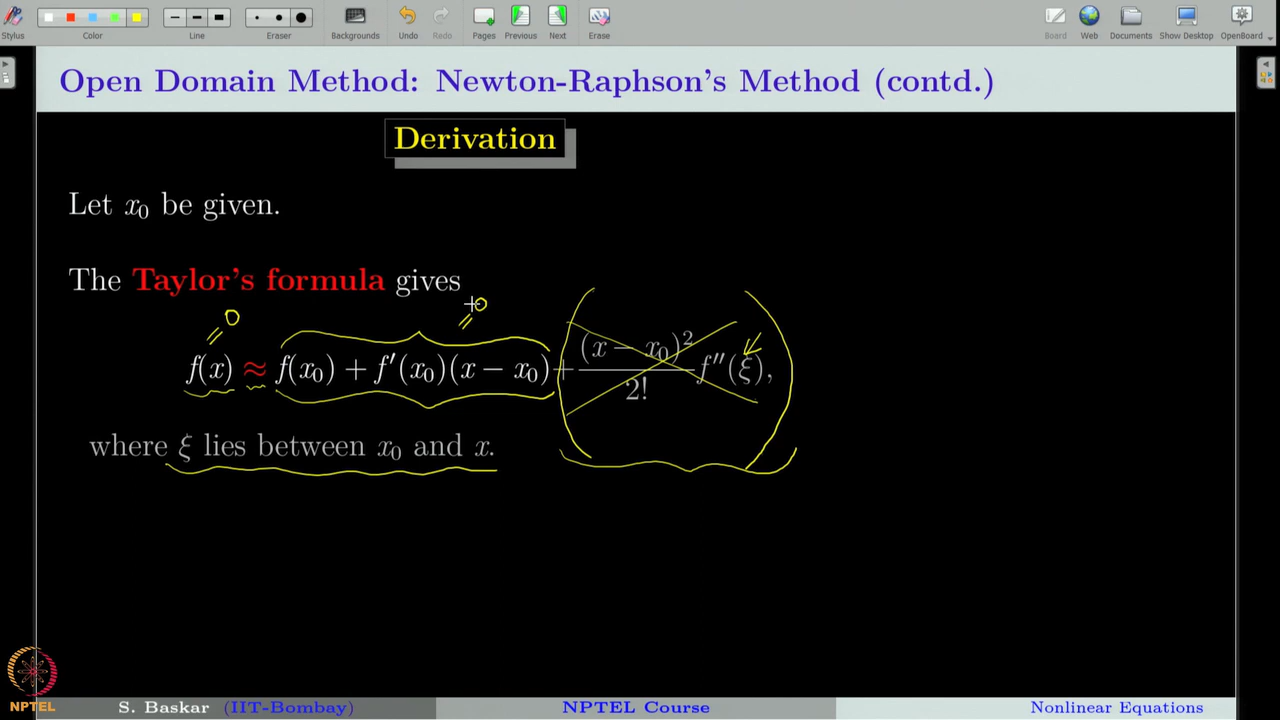 Stylus Color Line Eraser Backgrounds Undo Redo Pages Previous Next Erase Board Web Documents Show Desktop OpenBoard
Open Domain Method: Newton-Raphson's Method (contd.)
Derivation
Let x₀ be given.
The Taylor's formula gives
= 0 = 0
f(x) ≈ f(x₀) + f′(x₀)(x − x₀) + (x − x₀)²/2! f″(ξ),
where ξ lies between x₀ and x.
NPTEL
S. Baskar (IIT-Bombay) NPTEL Course Nonlinear Equations